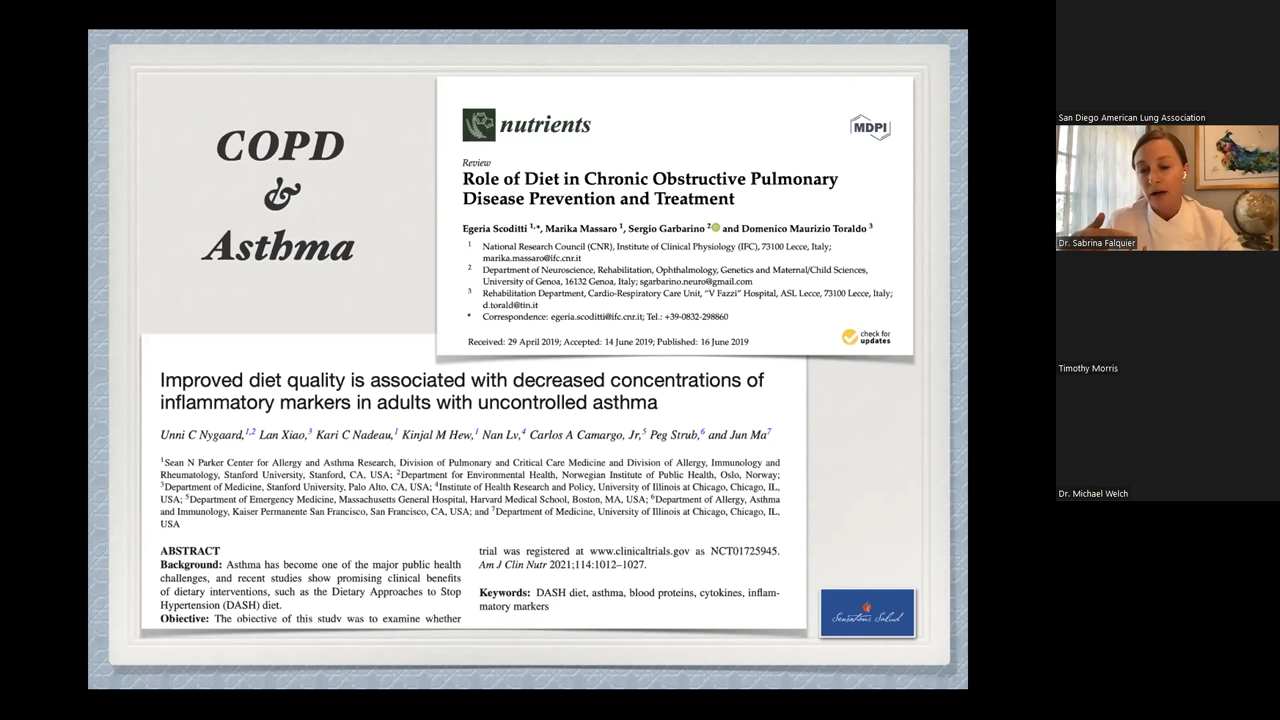 COPD
&
Asthma
nutrients
MDPI
Review
Role of Diet in Chronic Obstructive Pulmonary
Disease Prevention and Treatment
Egeria Scoditti 1,*, Marika Massaro 1, Sergio Garbarino 2 and Domenico Maurizio Toraldo 3
1 National Research Council (CNR), Institute of Clinical Physiology (IFC), 73100 Lecce, Italy;
marika.massaro@ifc.cnr.it
2 Department of Neuroscience, Rehabilitation, Ophthalmology, Genetics and Maternal/Child Sciences,
University of Genoa, 16132 Genoa, Italy; sgarbarino.neuro@gmail.com
3 Rehabilitation Department, Cardio-Respiratory Care Unit, "V Fazzi" Hospital, ASL Lecce, 73100 Lecce, Italy;
d.torald@tin.it
* Correspondence: egeria.scoditti@ifc.cnr.it; Tel.: +39-0832-298860
Received: 29 April 2019; Accepted: 14 June 2019; Published: 16 June 2019
check for
updates
Improved diet quality is associated with decreased concentrations of
inflammatory markers in adults with uncontrolled asthma
Unni C Nygaard,1,2 Lan Xiao,3 Kari C Nadeau,1 Kinjal M Hew,1 Nan Lv,4 Carlos A Camargo, Jr,5 Peg Strub,6 and Jun Ma7
1Sean N Parker Center for Allergy and Asthma Research, Division of Pulmonary and Critical Care Medicine and Division of Allergy, Immunology and
Rheumatology, Stanford University, Stanford, CA, USA; 2Department for Environmental Health, Norwegian Institute of Public Health, Oslo, Norway;
3Department of Medicine, Stanford University, Palo Alto, CA, USA; 4Institute of Health Research and Policy, University of Illinois at Chicago, Chicago, IL,
USA; 5Department of Emergency Medicine, Massachusetts General Hospital, Harvard Medical School, Boston, MA, USA; 6Department of Allergy, Asthma
and Immunology, Kaiser Permanente San Francisco, San Francisco, CA, USA; and 7Department of Medicine, University of Illinois at Chicago, Chicago, IL,
USA
ABSTRACT
Background: Asthma has become one of the major public health
challenges, and recent studies show promising clinical benefits
of dietary interventions, such as the Dietary Approaches to Stop
Hypertension (DASH) diet.
Objective: The objective of this study was to examine whether
trial was registered at www.clinicaltrials.gov as NCT01725945.
Am J Clin Nutr 2021;114:1012–1027.
Keywords: DASH diet, asthma, blood proteins, cytokines, inflam-
matory markers
Sensations Salud
San Diego American Lung Association
Dr. Sabrina Falquier
Timothy Morris
Dr. Michael Welch